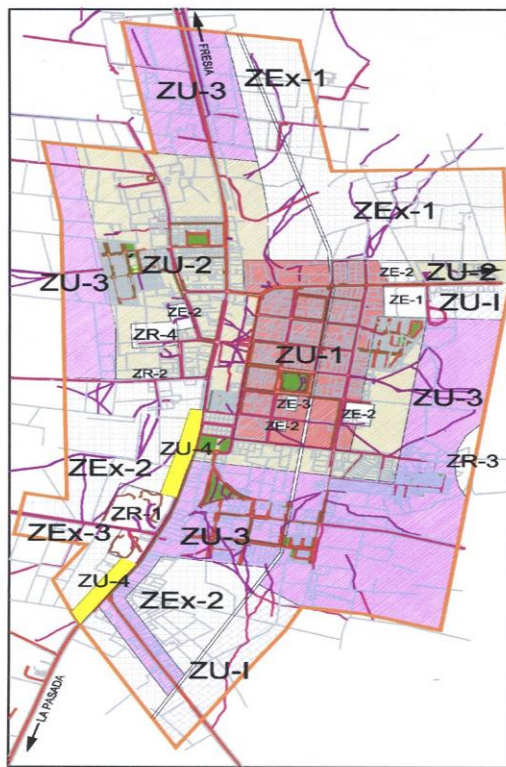 FRESIA
ZU-3
ZEx-1
ZEx-1
ZU-2
ZE-2
ZU-2
ZU-3
ZE-1
ZU-I
ZE-2
ZR-4
ZU-1
ZR-2
ZE-3
ZE-2
ZE-2
ZU-3
ZU-4
ZEx-2
ZR-3
ZR-1
ZEx-3
ZU-3
ZU-4
ZEx-2
ZU-I
LA PASADA